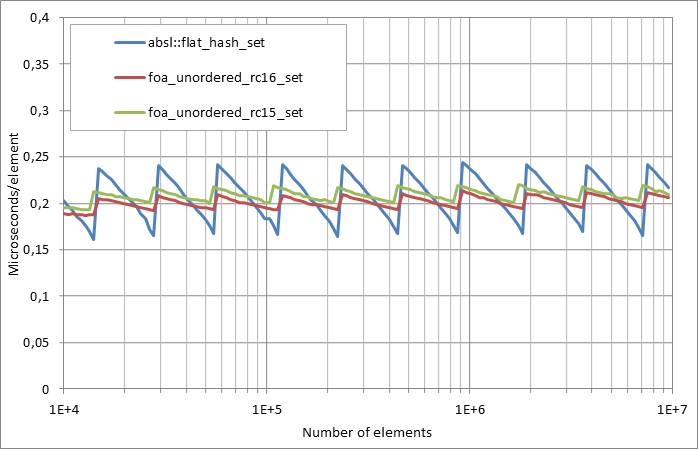 0,4
0,35
0,3
0,25
0,2
0,15
0,1
0,05
0
Microseconds/element
absl::flat_hash_set
foa_unordered_rc16_set
foa_unordered_rc15_set
1E+4 1E+5 1E+6 1E+7
Number of elements